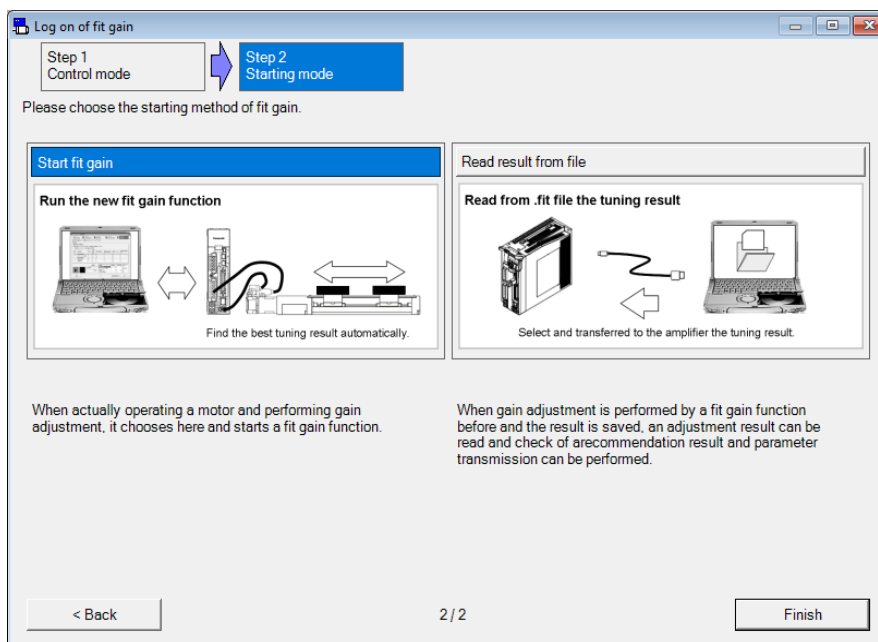 Log on of fit gain
Step 1
Control mode
Step 2
Starting mode
Please choose the starting method of fit gain.
Start fit gain
Run the new fit gain function
Find the best tuning result automatically.
When actually operating a motor and performing gain
adjustment, it chooses here and starts a fit gain function.
Read result from file
Read from .fit file the tuning result
Select and transferred to the amplifier the tuning result.
When gain adjustment is performed by a fit gain function
before and the result is saved, an adjustment result can be
read and check of arecommendation result and parameter
transmission can be performed.
< Back
2 / 2
Finish